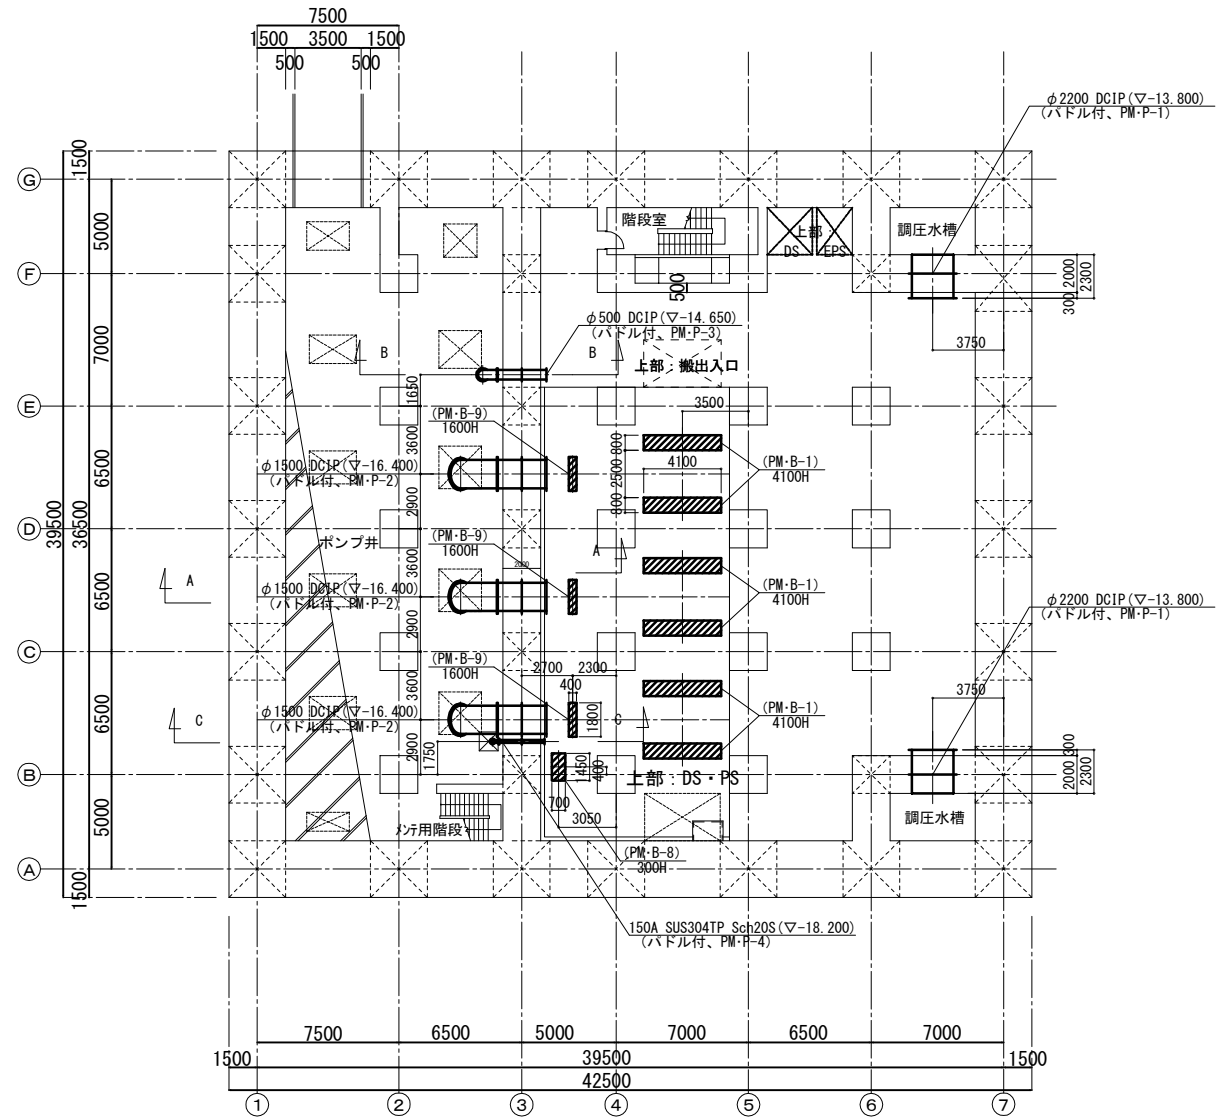 7500
1500 3500 1500
500 500
φ2200 DCIP(▽-13.800)
(パドル付、PM・P-1)
1500
G
階段室
上部
DS EPS
調圧水槽
5000
F
500
2000
2300
300
3750
φ500 DCIP(▽-14.650)
(パドル付、PM・P-3)
B B
上部：搬出入口
7000
1650
E
3500
(PM・B-9)
1600H
3600
800
4100
(PM・B-1)
4100H
φ1500 DCIP(▽-16.400)
(パドル付、PM・P-2)
6500
2500
800
2900
39500
36500
D
ポンプ井
(PM・B-9)
1600H
A
3600
2000
A
(PM・B-1)
4100H
φ1500 DCIP(▽-16.400)
(パドル付、PM・P-2)
6500
φ2200 DCIP(▽-13.800)
(パドル付、PM・P-1)
2900
C
(PM・B-9)
1600H
2700 2300
400
3600
3750
φ1500 DCIP(▽-16.400)
(パドル付、PM・P-2)
C
6500
1800
C
(PM・B-1)
4100H
2900
1750
300
2000
2300
B
1450
400
上部：DS・PS
700
3050
調圧水槽
5000
ﾒﾝﾃ用階段
(PM・B-8)
300H
A
1500
150A SUS304TP Sch20S(▽-18.200)
(パドル付、PM・P-4)
7500 6500 5000 7000 6500 7000
1500 39500 1500
42500
1 2 3 4 5 6 7